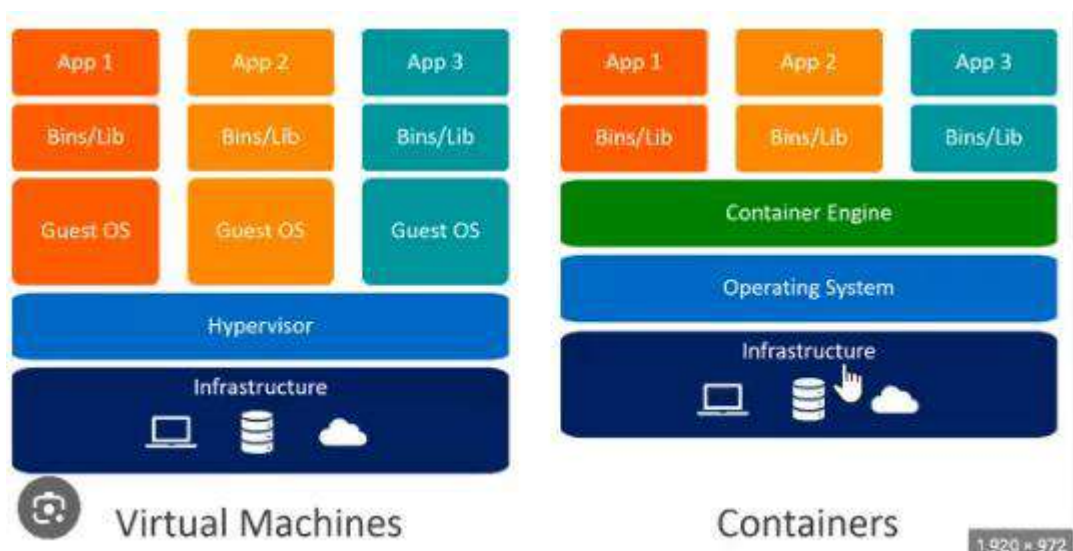 App 1
App 2
App 3
Bins/Lib
Bins/Lib
Bins/Lib
Guest OS
Guest OS
Guest OS
Hypervisor
Infrastructure
Virtual Machines
App 1
App 2
App 3
Bins/Lib
Bins/Lib
Bins/Lib
Container Engine
Operating System
Infrastructure
Containers
1.920 × 972